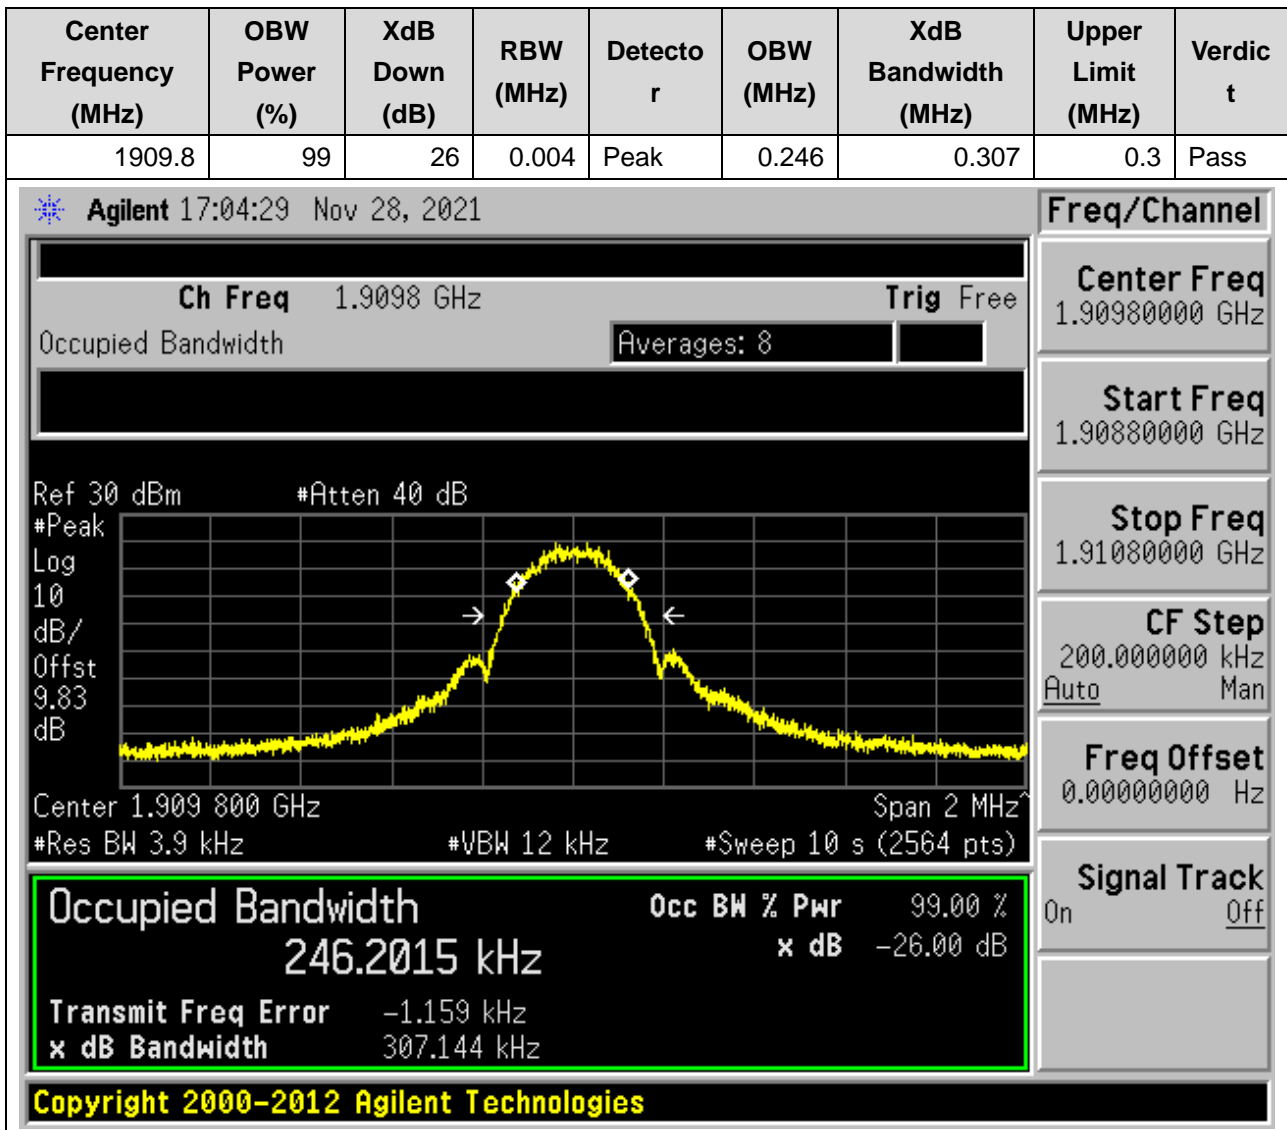 Center Frequency (MHz) OBW Power (%) XdB Down (dB) RBW (MHz) Detector OBW (MHz) XdB Bandwidth (MHz) Upper Limit (MHz) Verdict
1909.8 99 26 0.004 Peak 0.246 0.307 0.3 Pass
Agilent 17:04:29 Nov 28, 2021
Freq/Channel
Ch Freq 1.9098 GHz Trig Free
Occupied Bandwidth Averages: 8
Ref 30 dBm #Atten 40 dB
#Peak
Log
10
dB/
Offst
9.83
dB
Center 1.909 800 GHz Span 2 MHz^
#Res BW 3.9 kHz #VBW 12 kHz #Sweep 10 s (2564 pts)
Occupied Bandwidth Occ BW % Pwr 99.00 %
246.2015 kHz x dB -26.00 dB
Transmit Freq Error -1.159 kHz
x dB Bandwidth 307.144 kHz
Center Freq
1.90980000 GHz
Start Freq
1.90880000 GHz
Stop Freq
1.91080000 GHz
CF Step
200.000000 kHz
Auto Man
Freq Offset
0.00000000 Hz
Signal Track
On Off
Copyright 2000-2012 Agilent Technologies